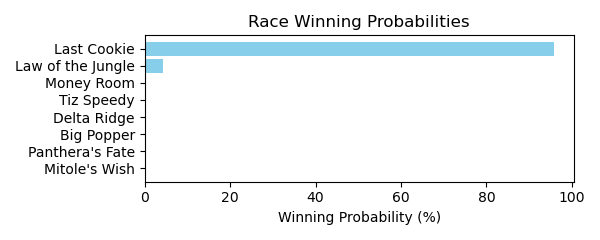 Race Winning Probabilities
Last Cookie
Law of the Jungle
Money Room
Tiz Speedy
Delta Ridge
Big Popper
Panthera's Fate
Mitole's Wish
0 20 40 60 80 100
Winning Probability (%)